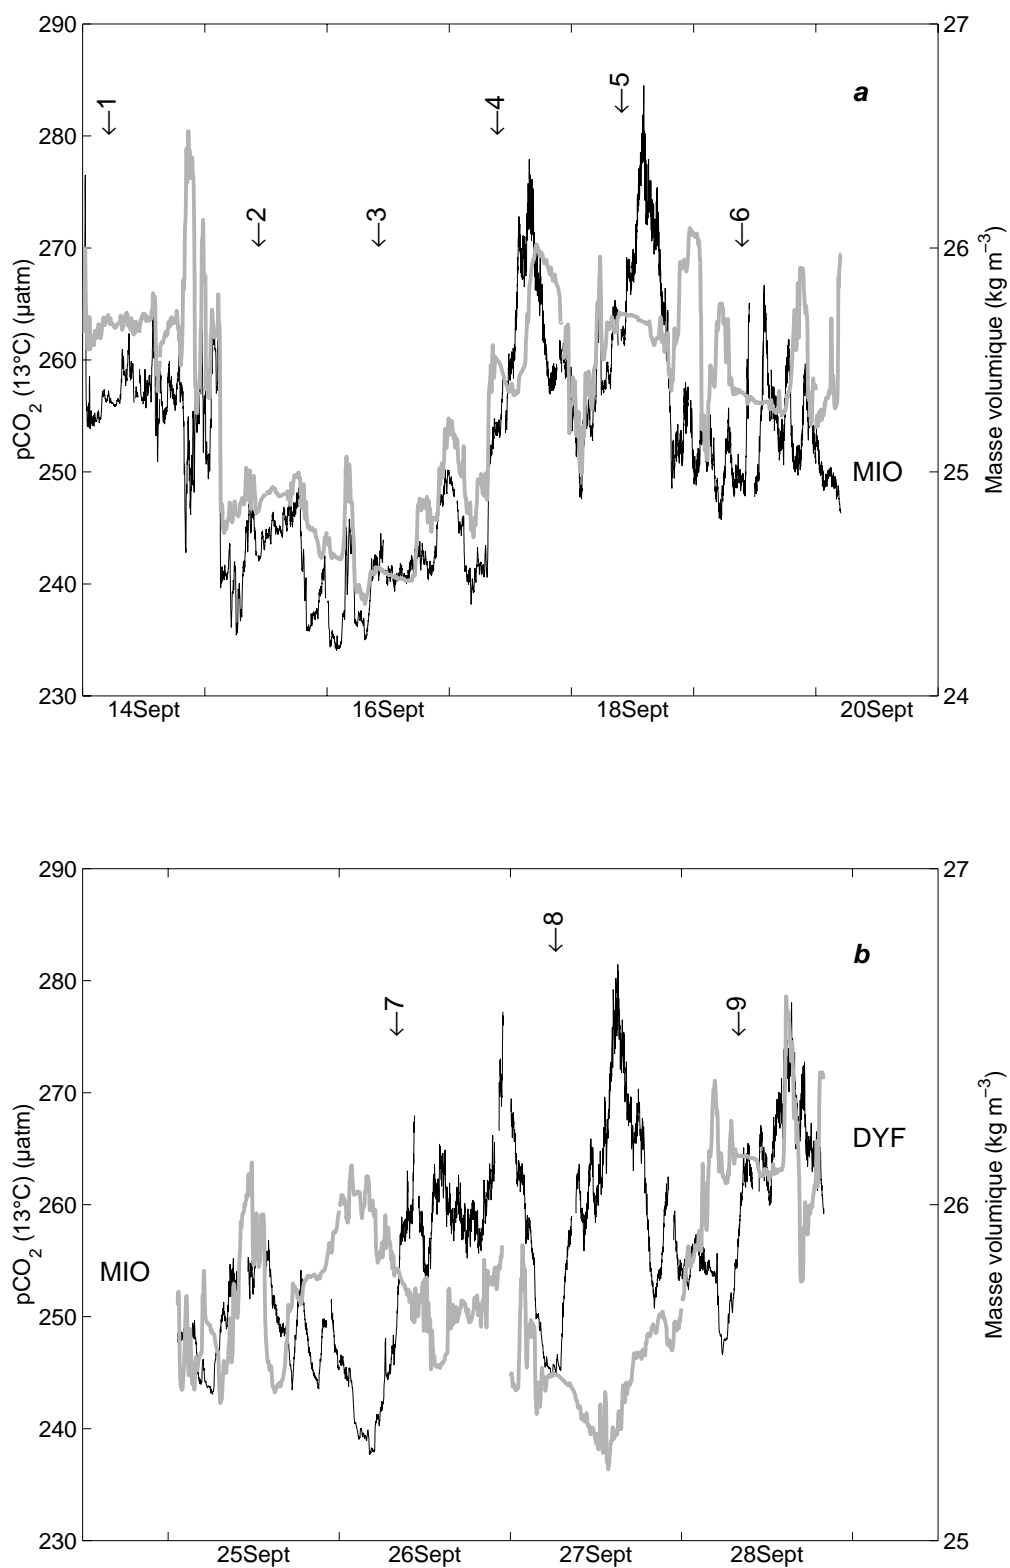 290
280
270
260
250
240
230
pCO2 (13°C) (μatm)
27
26
25
24
Masse volumique (kg m−3)
14Sept
16Sept
18Sept
20Sept
←1
←2
←3
←4
←5
←6
a
MIO
290
280
270
260
250
240
230
pCO2 (13°C) (μatm)
27
26
25
Masse volumique (kg m−3)
25Sept
26Sept
27Sept
28Sept
←7
←8
←9
b
DYF
MIO